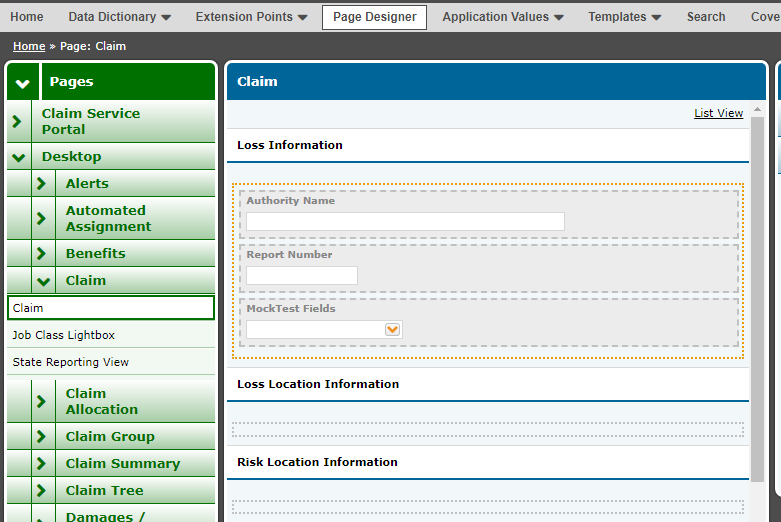 Home Data Dictionary Extension Points Page Designer Application Values Templates Search Cove
Home » Page: Claim
Pages
Claim Service
Portal
Desktop
Alerts
Automated
Assignment
Benefits
Claim
Claim
Job Class Lightbox
State Reporting View
Claim
Allocation
Claim Group
Claim Summary
Claim Tree
Damages /
Claim
List View
Loss Information
Authority Name
Report Number
MockTest Fields
Loss Location Information
Risk Location Information